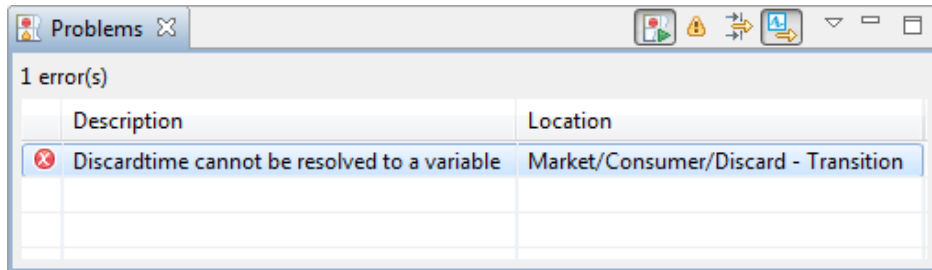 Problems
1 error(s)
Description Location
Discardtime cannot be resolved to a variable Market/Consumer/Discard - Transition